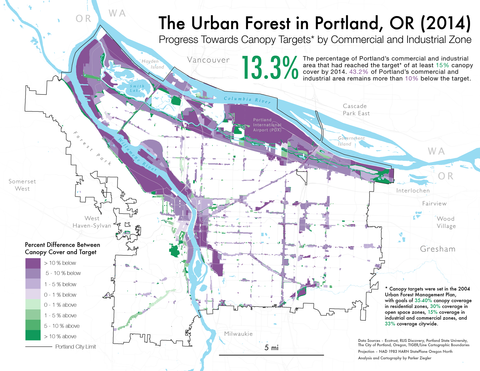 The Urban Forest in Portland, OR (2014)
Progress Towards Canopy Targets* by Commercial and Industrial Zone
13.3%
The percentage of Portland's commercial and industrial
area that had reached the target* of at least 15% canopy
cover by 2014. 43.2% of Portland's commercial and
industrial area remains more than 10% below the target.
OR
WA
Vancouver
Hayden
Island
Smith
Lake
Columbia River
Portland
International
Airport (PDX)
Cascade
Park East
Government
Island
WA
OR
Interlachen
Fairview
Wood
Village
Gresham
Somerset
West
West
Haven-Sylvan
Milwaukie
5 mi
Percent Difference Between
Canopy Cover and Target
> 10 % below
5 - 10 % below
1 - 5 % below
0 - 1 % below
0 - 1 % above
1 - 5 % above
5 - 10 % above
> 10 % above
Portland City Limit
* Canopy targets were set in the 2004
Urban Forest Management Plan,
with goals of 35-40% canopy coverage
in residential zones, 30% coverage in
open space zones, 15% coverage in
industrial and commercial zones, and
33% coverage citywide.
Data Sources - Ecotrust, RLIS Discovery, Portland State University,
The City of Portland, Oregon, TIGER/Line Cartographic Boundaries
Projection - NAD 1983 HARN StatePlane Oregon North
Analysis and Cartography by Parker Ziegler